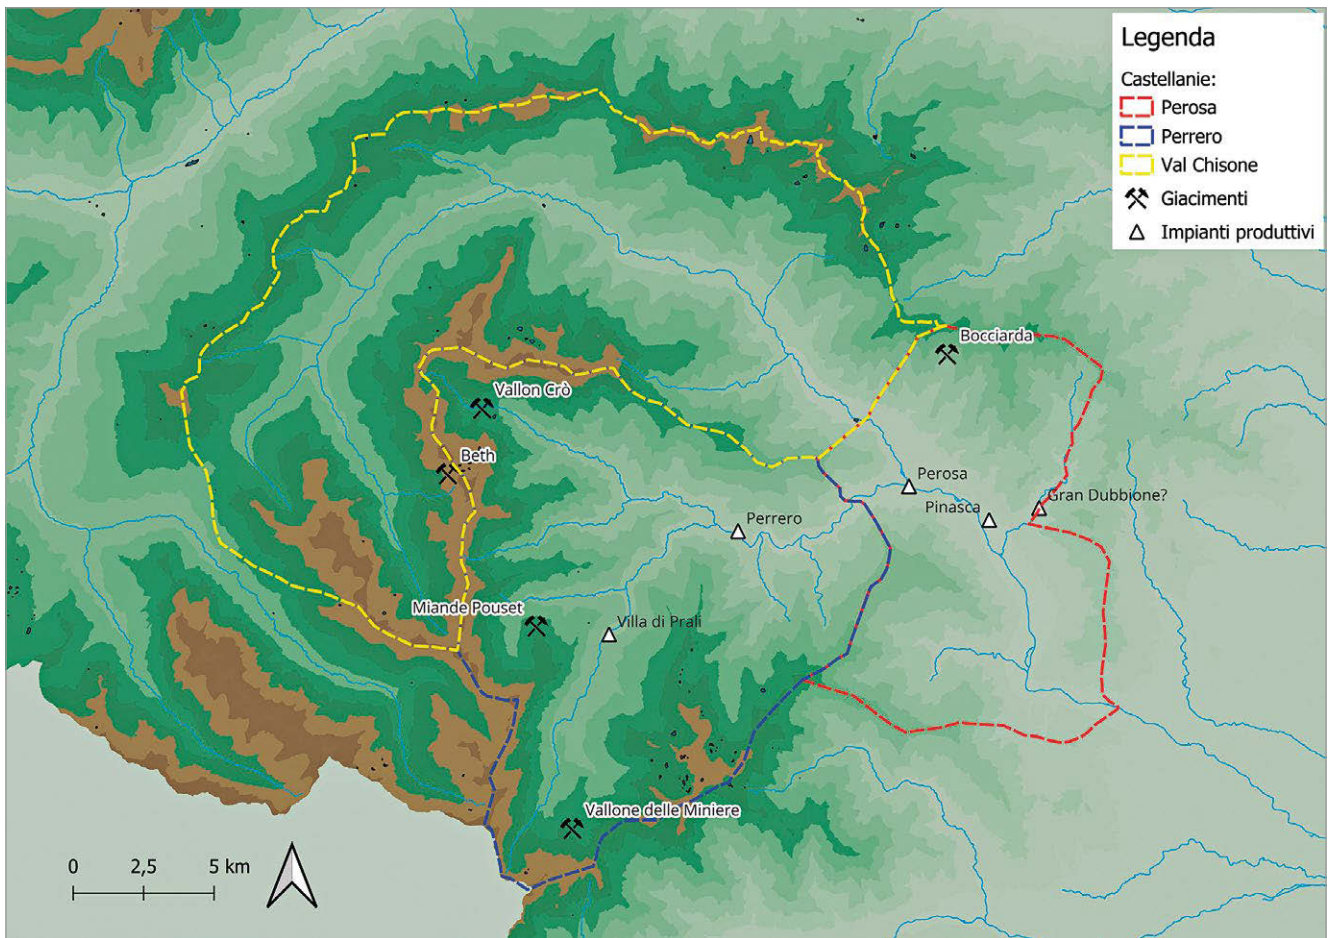 Legenda
Castellanie:
Perosa
Perrero
Val Chisone
Giacimenti
Impianti produttivi
Bocciarda
Vallon Crò
Beth
Perosa
Gran Dubbione?
Pinasca
Perrero
Miande Pouset
Villa di Prali
Vallone delle Miniere
0 2,5 5 km